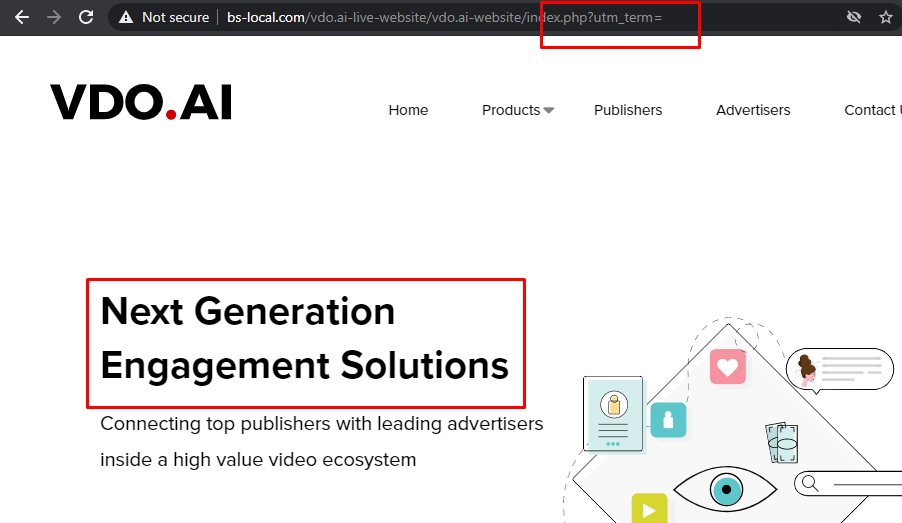 Not secure | bs-local.com/vdo.ai-live-website/vdo.ai-website/index.php?utm_term=
VDO.AI
Home Products Publishers Advertisers Contact U
Next Generation
Engagement Solutions
Connecting top publishers with leading advertisers
inside a high value video ecosystem